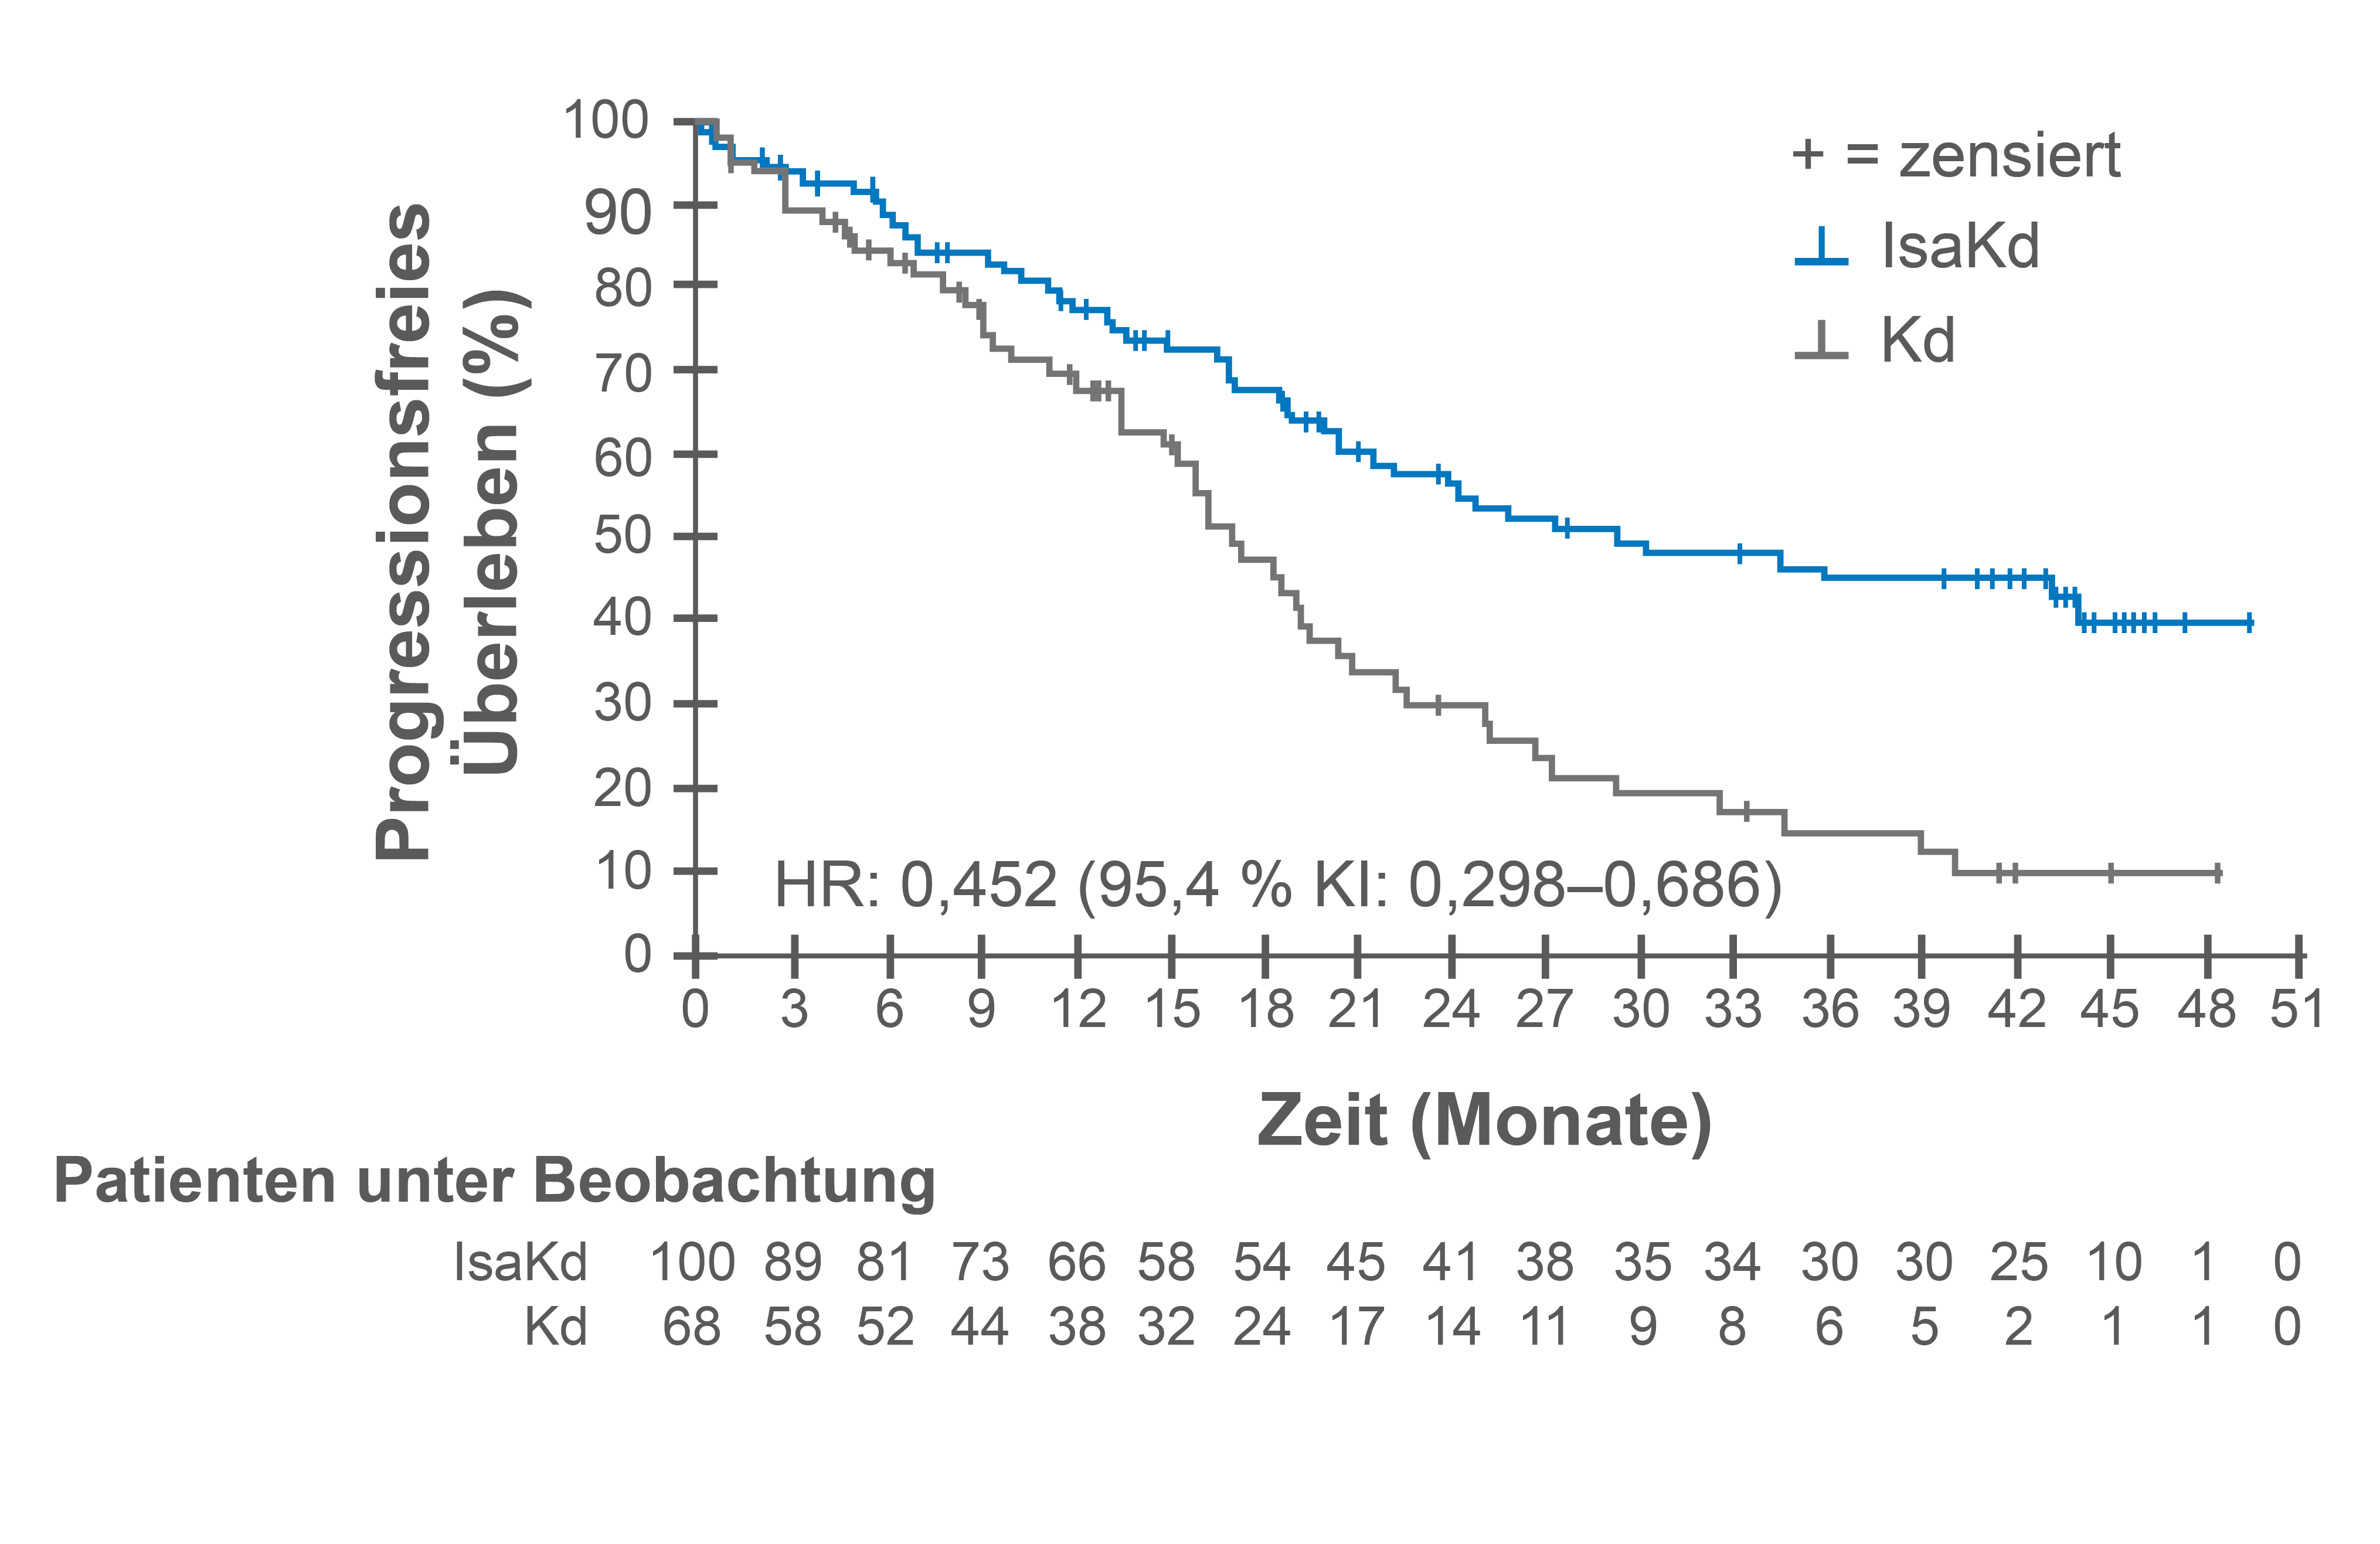 Progressionsfreies
Überleben (%)
100
90
80
70
60
50
40
30
20
10
0
+ = zensiert
IsaKd
Kd
HR: 0,452 (95,4 % KI: 0,298–0,686)
0 3 6 9 12 15 18 21 24 27 30 33 36 39 42 45 48 51
Zeit (Monate)
Patienten unter Beobachtung
IsaKd 100 89 81 73 66 58 54 45 41 38 35 34 30 30 25 10 1 0
Kd 68 58 52 44 38 32 24 17 14 11 9 8 6 5 2 1 1 0